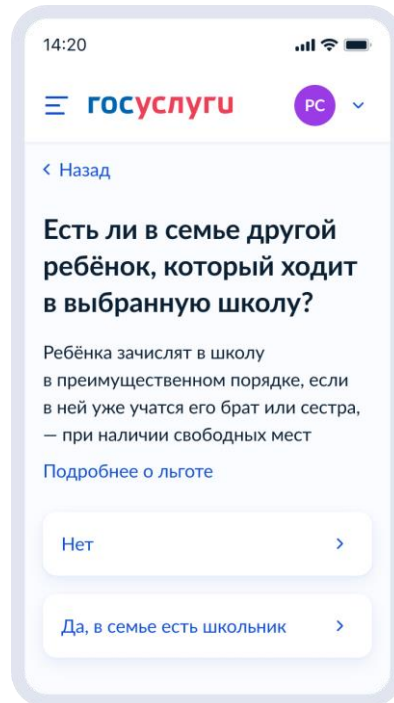 14:20
госуслуги
РС
Назад
Есть ли в семье другой
ребёнок, который ходит
в выбранную школу?
Ребёнка зачислят в школу
в преимущественном порядке, если
в ней уже учатся его брат или сестра,
— при наличии свободных мест
Подробнее о льготе
Нет
Да, в семье есть школьник